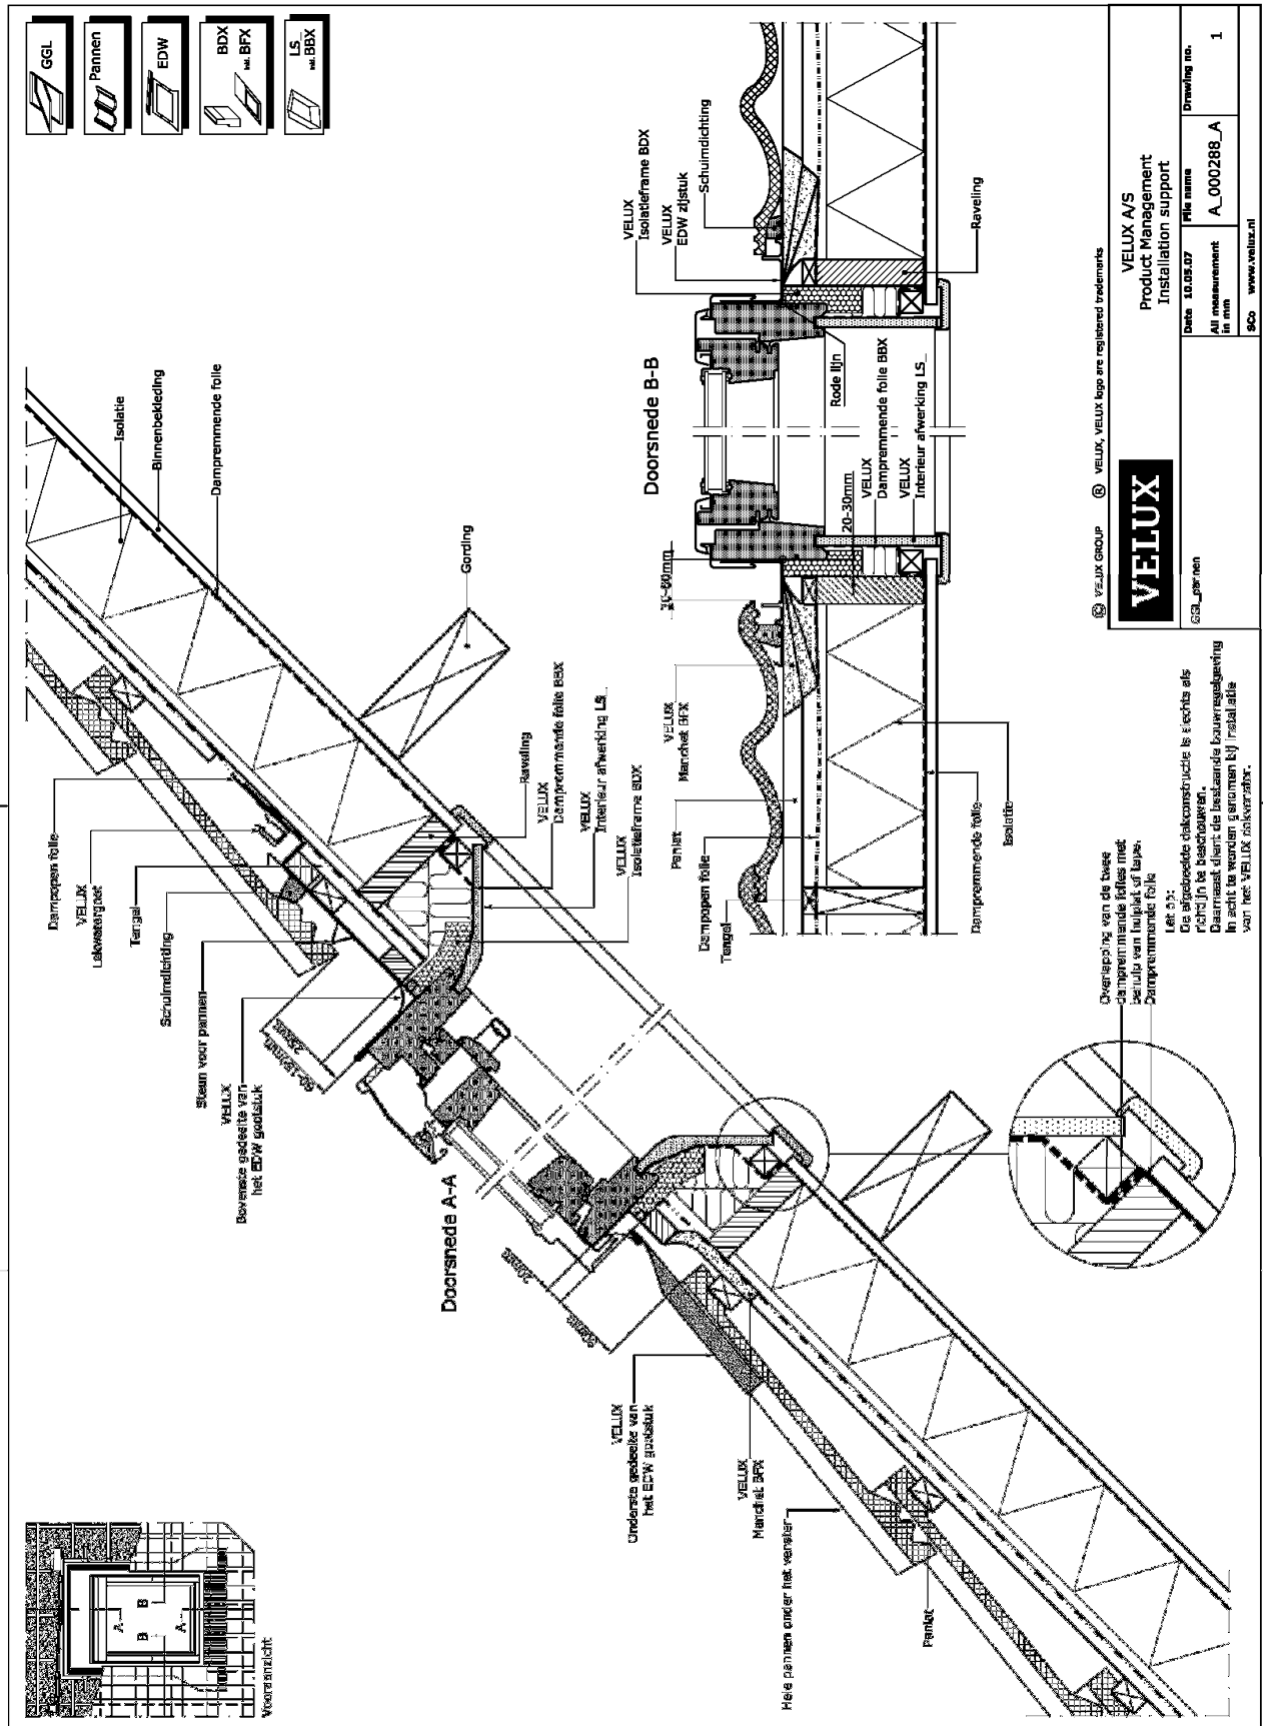 GGL
Pannen
EDW
BDX
inkl. BFX
LS_
inkl. BBX
Vooraanzicht
A
B
B
A
Doorsnede A-A
Dampopen folie
VELUX
Lekwatergoot
Tengel
Schuimdichting
Steun voor pannen
VELUX
Bovenste gedeelte van
het EDW gootstuk
Isolatie
Binnenbekleding
Dampremmende folie
Gording
Raveling
VELUX
Dampremmende folie BBX
VELUX
Interieur afwerking LS_
VELUX
Isolatieframe BDX
VELUX
Onderste gedeelte van
het EDW gootstuk
VELUX
Manchet BFX
Hele pannen onder het venster
Panlat
Doorsnede B-B
VELUX
Isolatieframe BDX
VELUX
EDW zijstuk
Schuimdichting
Raveling
Rode lijn
VELUX
Dampremmende folie BBX
VELUX
Interieur afwerking LS_
20-30mm
VELUX
Manchet BFX
Panlat
Dampopen folie
Tengel
Dampremmende folie
Isolatie
Overlapping van de twee
dampremmende folies met
behulp van hulplat of tape.
Dampremmende folie
Let op:
De afgebeelde dakconstructie is slechts als
richtlijn te beschouwen.
Daarnaast dient de bestaande bouwregelgeving
in acht te worden genomen bij installatie
van het VELUX dakvenster.
© VELUX GROUP ® VELUX, VELUX logo are registered trademarks
VELUX
VELUX A/S
Product Management
Installation support
GGL_pannen
Date 10.05.07
File name
A_000288_A
Drawing no.
1
All measurement
in mm
SCo www.velux.nl